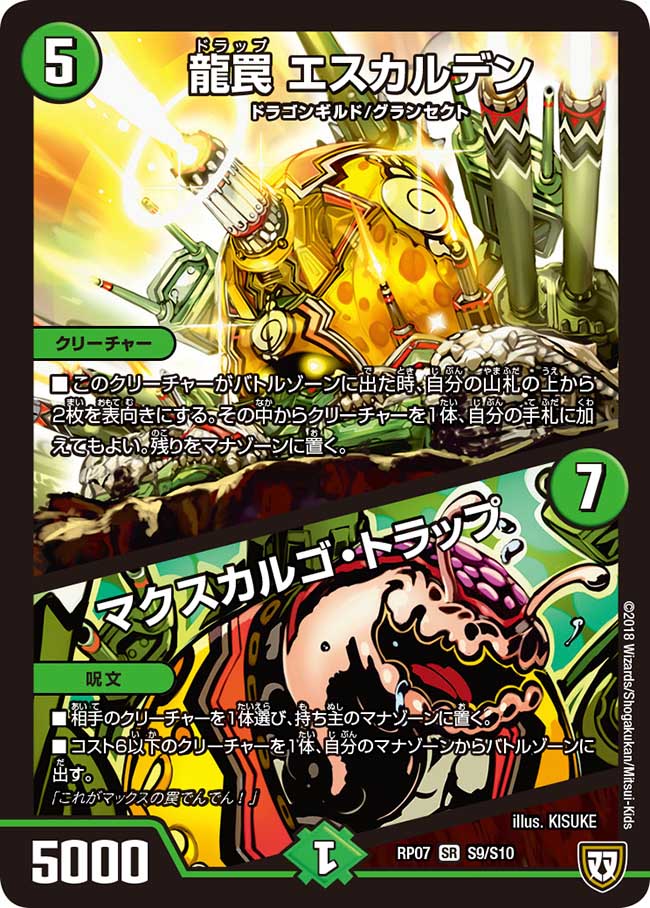 5
ドラップ
龍罠 エスカルデン
ドラゴンギルド/グランセクト
クリーチャー
■ このクリーチャーがバトルゾーンに出た時、自分の山札の上から
2枚を表向きにする。その中からクリーチャーを1体、自分の手札に加
えてもよい。残りをマナゾーンに置く。
7
マクスカルゴ・トラップ
呪文
■ 相手のクリーチャーを1体選び、持ち主のマナゾーンに置く。
■ コスト6以下のクリーチャーを1体、自分のマナゾーンからバトルゾーンに
出す。
「これがマックスの罠でんでん!」
©2018 Wizards/Shogakukan/Mitsui-Kids
illus. KISUKE
5000
1
RP07 SR S9/S10